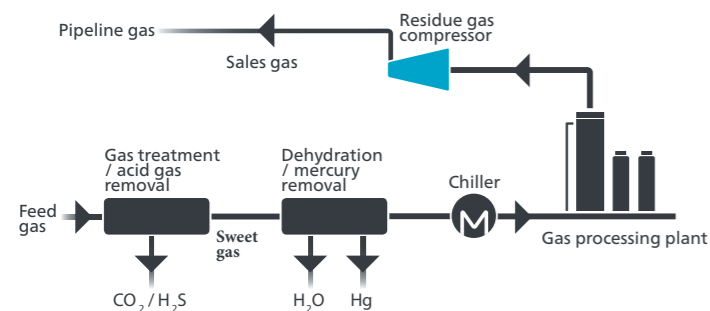 Pipeline gas
Residue gas
compressor
Sales gas
Gas treatment
/ acid gas
removal
Dehydration
/ mercury
removal
Chiller
Feed
gas
Sweet
gas
Gas processing plant
CO₂ / H₂S
H₂O
Hg